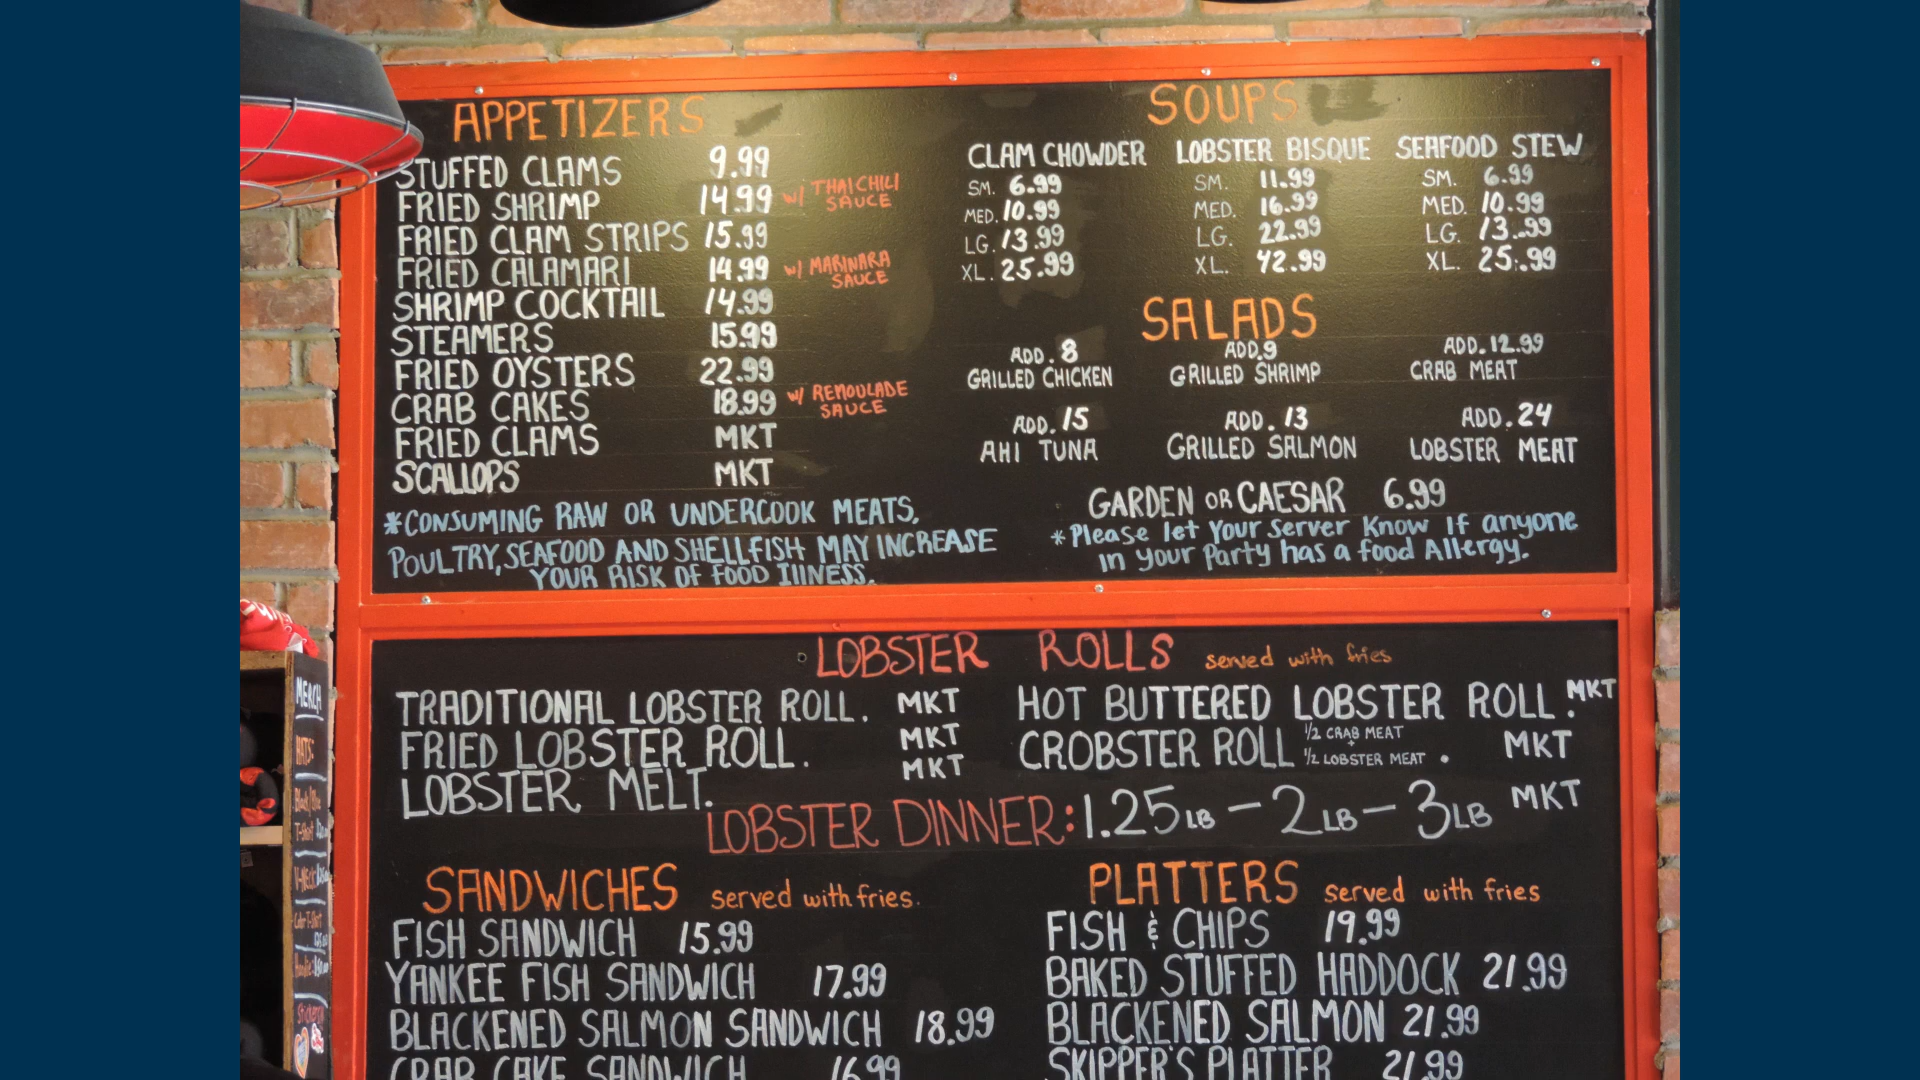 APPETIZERS
STUFFED CLAMS 9.99
FRIED SHRIMP 14.99 w/ THAI CHILI SAUCE
FRIED CLAM STRIPS 15.99
FRIED CALAMARI 14.99 w/ MARINARA SAUCE
SHRIMP COCKTAIL 14.99
STEAMERS 15.99
FRIED OYSTERS 22.99
CRAB CAKES 18.99 w/ REMOULADE SAUCE
FRIED CLAMS MKT
SCALLOPS MKT
*CONSUMING RAW OR UNDERCOOK MEATS,
POULTRY, SEAFOOD AND SHELLFISH MAY INCREASE
YOUR RISK OF FOOD IllNESS.
SOUPS
CLAM CHOWDER LOBSTER BISQUE SEAFOOD STEW
SM. 6.99 SM. 11.99 SM. 6.99
MED. 10.99 MED. 16.99 MED. 10.99
LG. 13.99 LG. 22.99 LG. 13.99
XL. 25.99 XL. 42.99 XL. 25.99
SALADS
ADD. 8 ADD. 9 ADD. 12.99
GRILLED CHICKEN GRILLED SHRIMP CRAB MEAT
ADD. 15 ADD. 13 ADD. 24
AHI TUNA GRILLED SALMON LOBSTER MEAT
GARDEN OR CAESAR 6.99
*Please let Your Server Know If anyone
in Your Party has a food Allergy.
LOBSTER ROLLS served with fries
TRADITIONAL LOBSTER ROLL. MKT HOT BUTTERED LOBSTER ROLL. MKT
FRIED LOBSTER ROLL. MKT CROBSTER ROLL 1/2 CRAB MEAT + 1/2 LOBSTER MEAT . MKT
LOBSTER MELT. MKT
LOBSTER DINNER: 1.25 LB - 2 LB - 3 LB MKT
SANDWICHES served with fries.
FISH SANDWICH 15.99
YANKEE FISH SANDWICH 17.99
BLACKENED SALMON SANDWICH 18.99
CRAB CAKE SANDWICH 16.99
PLATTERS served with fries
FISH & CHIPS 19.99
BAKED STUFFED HADDOCK 21.99
BLACKENED SALMON 21.99
SKIPPER'S PLATTER 21.99
MERCH
HATS:
Black/Blue
T-Shirt
V-Neck
Color T-Shirt
Hoodie
Stickers